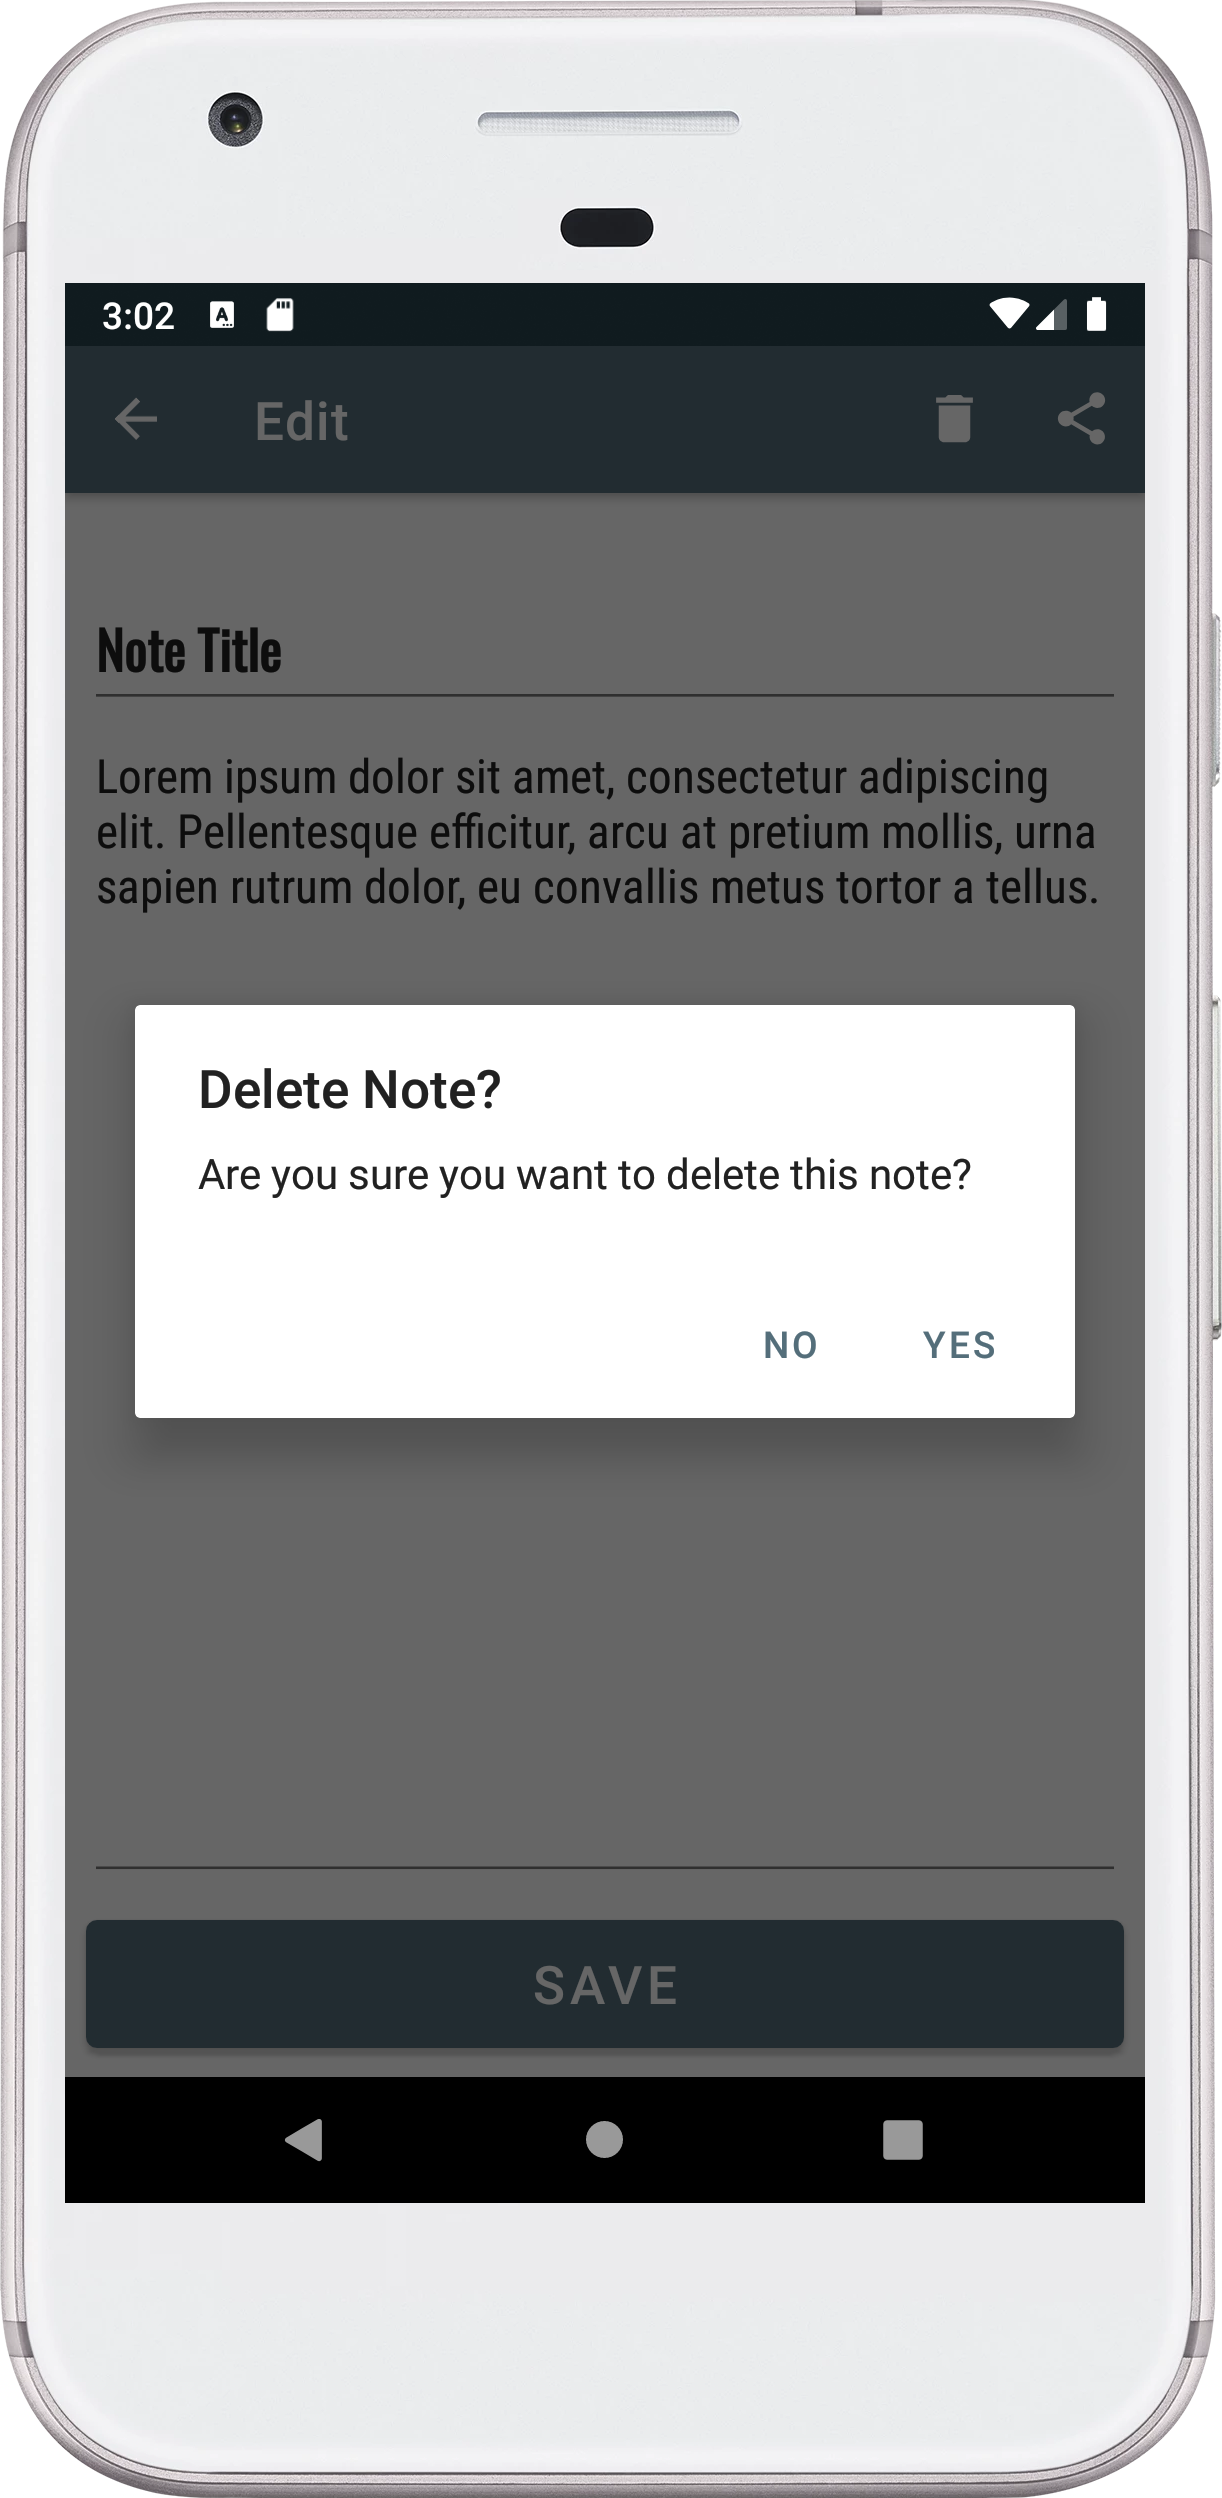 3:02
Edit
Note Title
Lorem ipsum dolor sit amet, consectetur adipiscing
elit. Pellentesque efficitur, arcu at pretium mollis, urna
sapien rutrum dolor, eu convallis metus tortor a tellus.
Delete Note?
Are you sure you want to delete this note?
NO YES
SAVE